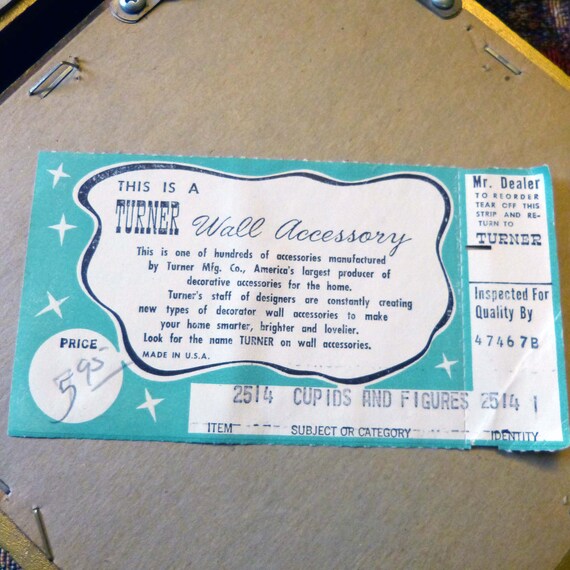 THIS IS A
TURNER Wall Accessory
This is one of hundreds of accessories manufactured
by Turner Mfg. Co., America's largest producer of
decorative accessories for the home.
Turner's staff of designers are constantly creating
new types of decorator wall accessories to make
your home smarter, brighter and lovelier.
Look for the name TURNER on wall accessories.
MADE IN U.S.A.
PRICE
5.95
2514 CUPIDS AND FIGURES 2514 1
ITEM SUBJECT OR CATEGORY IDENTITY
Mr. Dealer
TO REORDER
TEAR OFF THIS
STRIP AND RE-
TURN TO
TURNER
Inspected For
Quality By
47467B